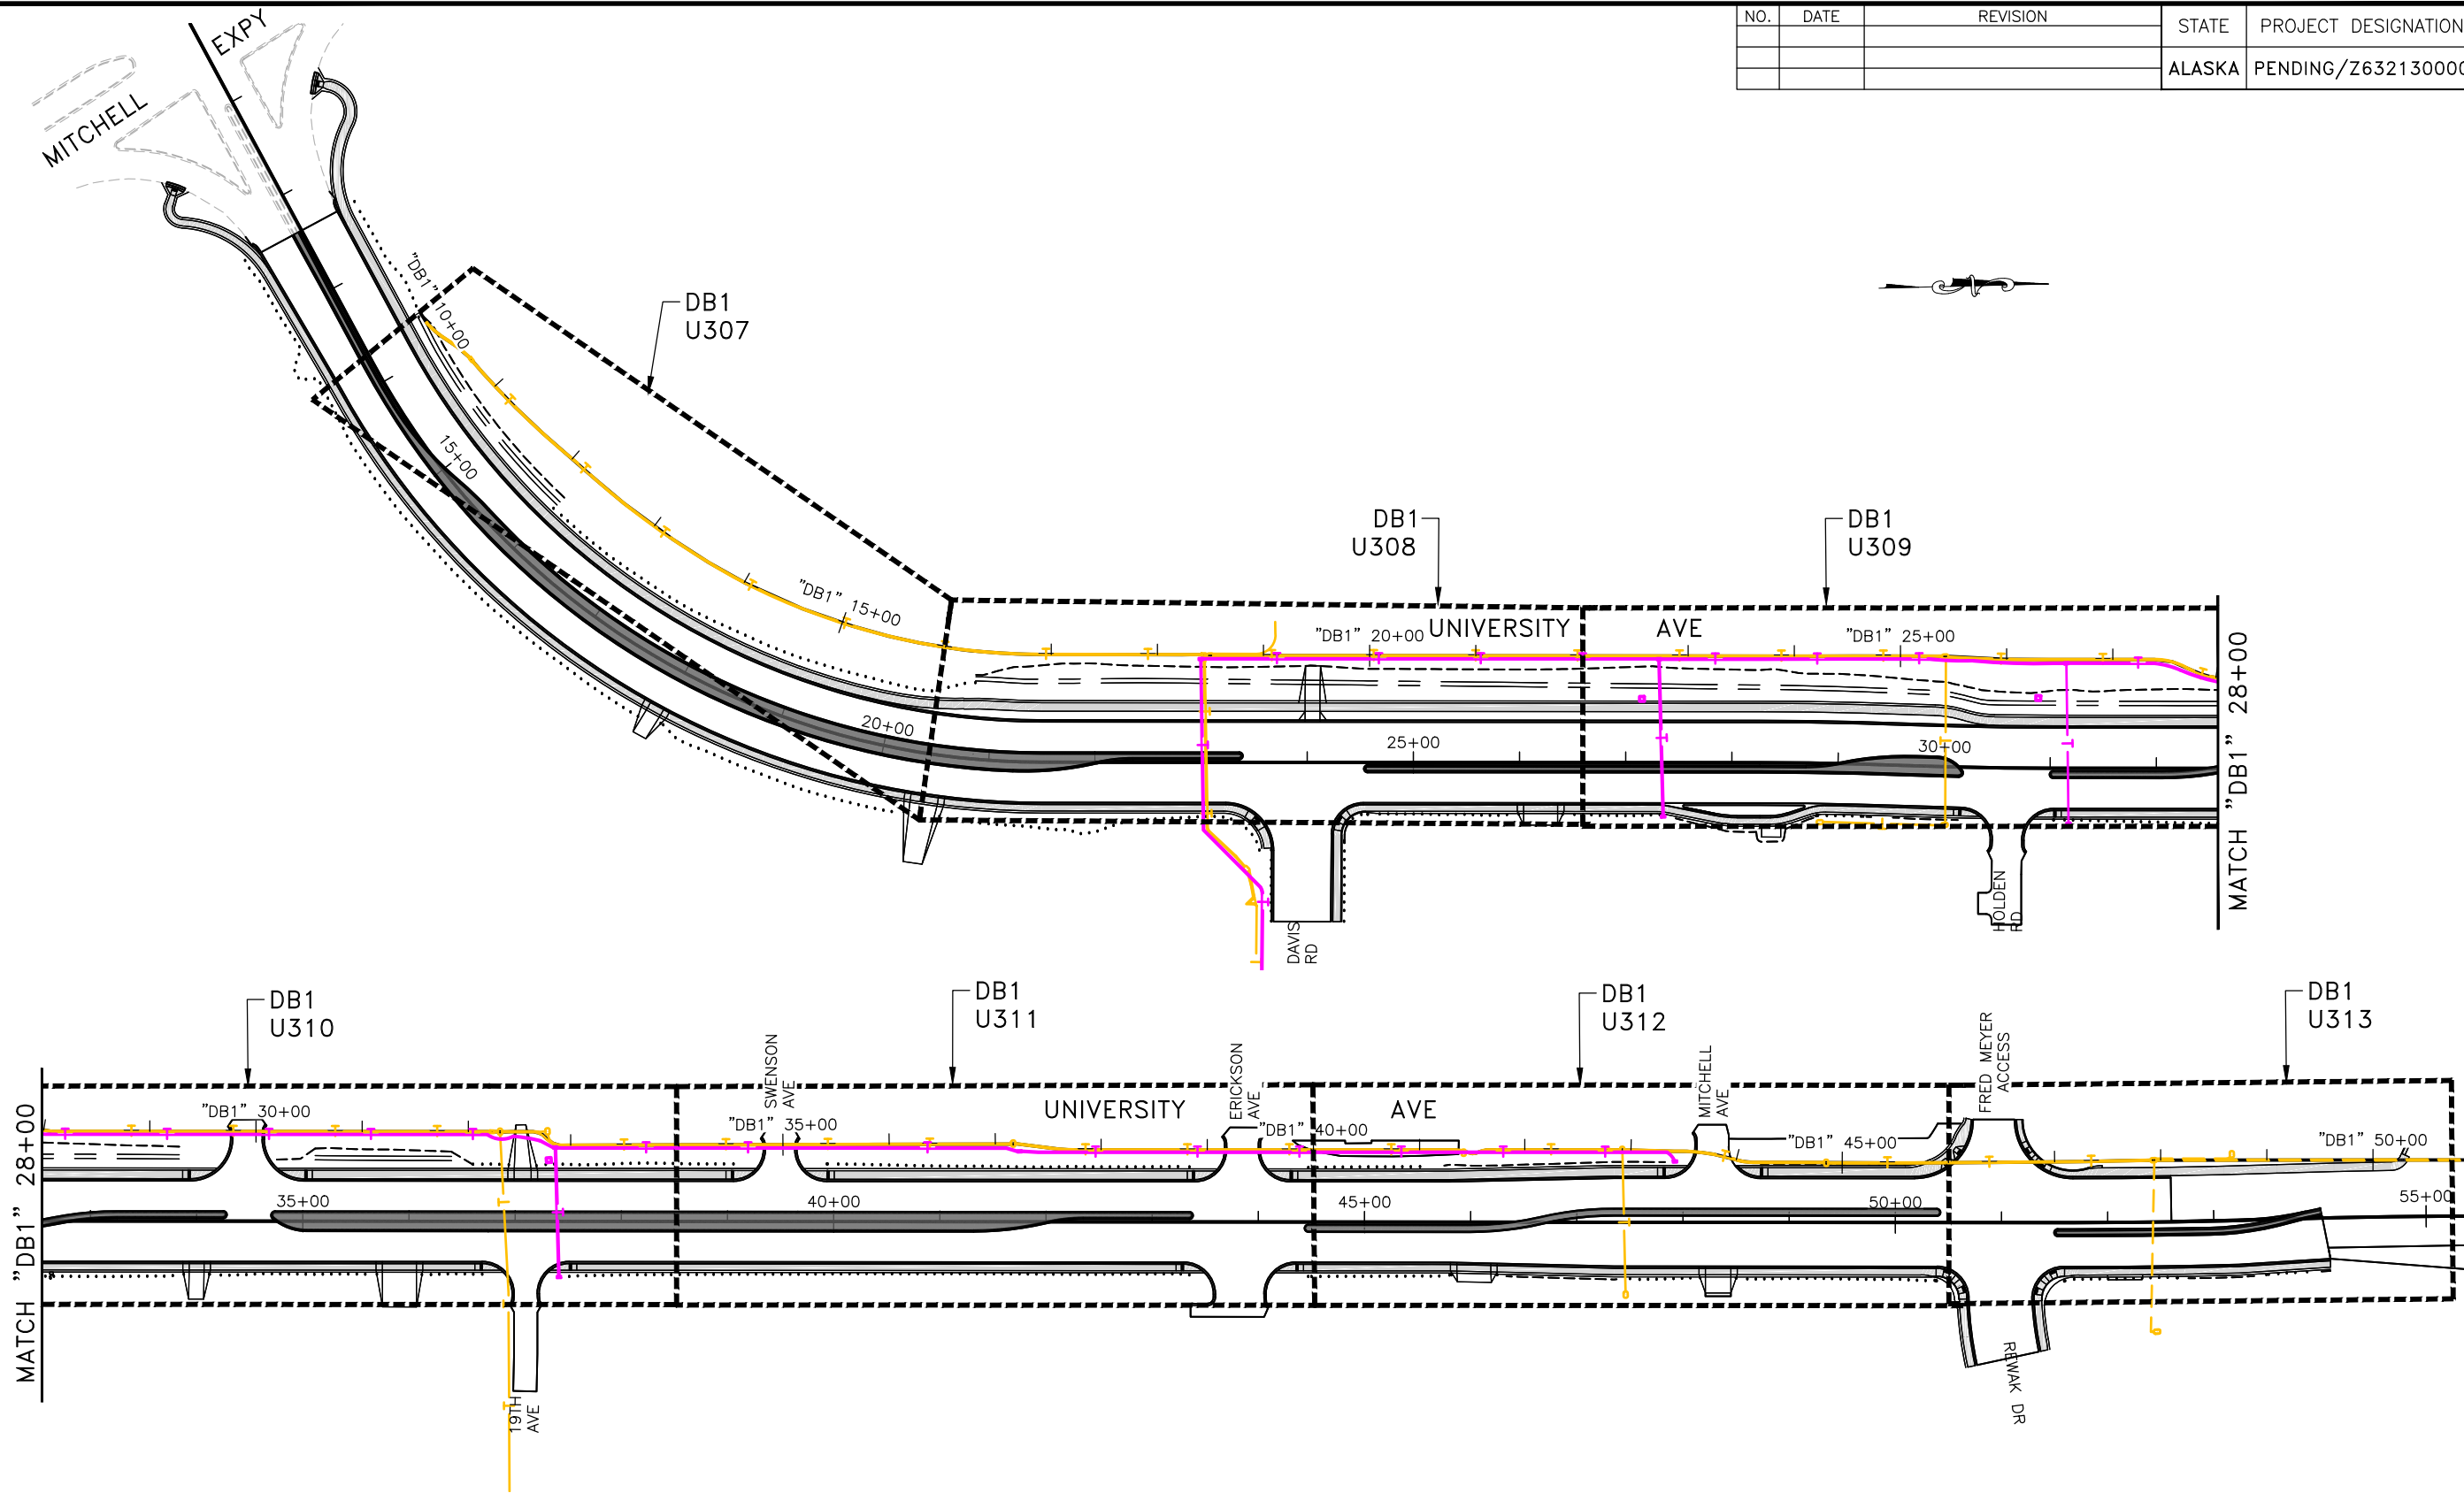 NO.
DATE
REVISION
STATE
PROJECT DESIGNATION
ALASKA
PENDING/Z632130000
MITCHELL
EXPY
"DB1" 10+00
DB1
U307
15+00
"DB1" 15+00
20+00
DB1
U308
DB1
U309
"DB1" 20+00
UNIVERSITY
AVE
"DB1" 25+00
25+00
30+00
DAVIS
RD
HOLDEN
RD
MATCH "DB1" 28+00
DB1
U310
DB1
U311
DB1
U312
DB1
U313
MATCH "DB1" 28+00
"DB1" 30+00
SWENSON
AVE
"DB1" 35+00
UNIVERSITY
ERICKSON
AVE
"DB1" 40+00
AVE
MITCHELL
AVE
"DB1" 45+00
FRED MEYER
ACCESS
"DB1" 50+00
35+00
40+00
45+00
50+00
55+00
19TH
AVE
REWAK DR